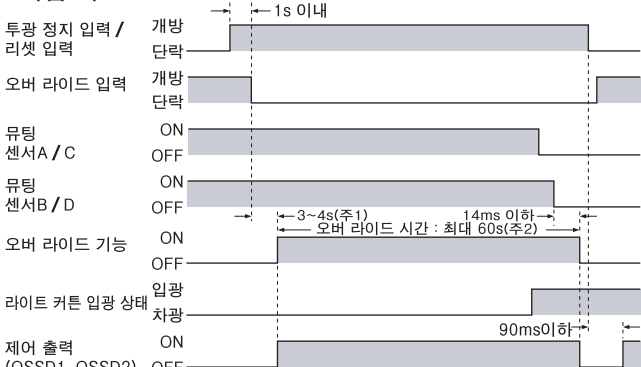 1s 이내
투광 정지 입력 /
리셋 입력
개방
단락
오버 라이드 입력
개방
단락
뮤팅
센서A / C
ON
OFF
뮤팅
센서B / D
ON
OFF
3~4s(주1)
14ms 이하
오버 라이드 시간 : 최대 60s(주2)
오버 라이드 기능
ON
OFF
라이트 커튼 입광 상태
입광
차광
90ms이하
제어 출력
(OSSD1, OSSD2)
ON
OFF